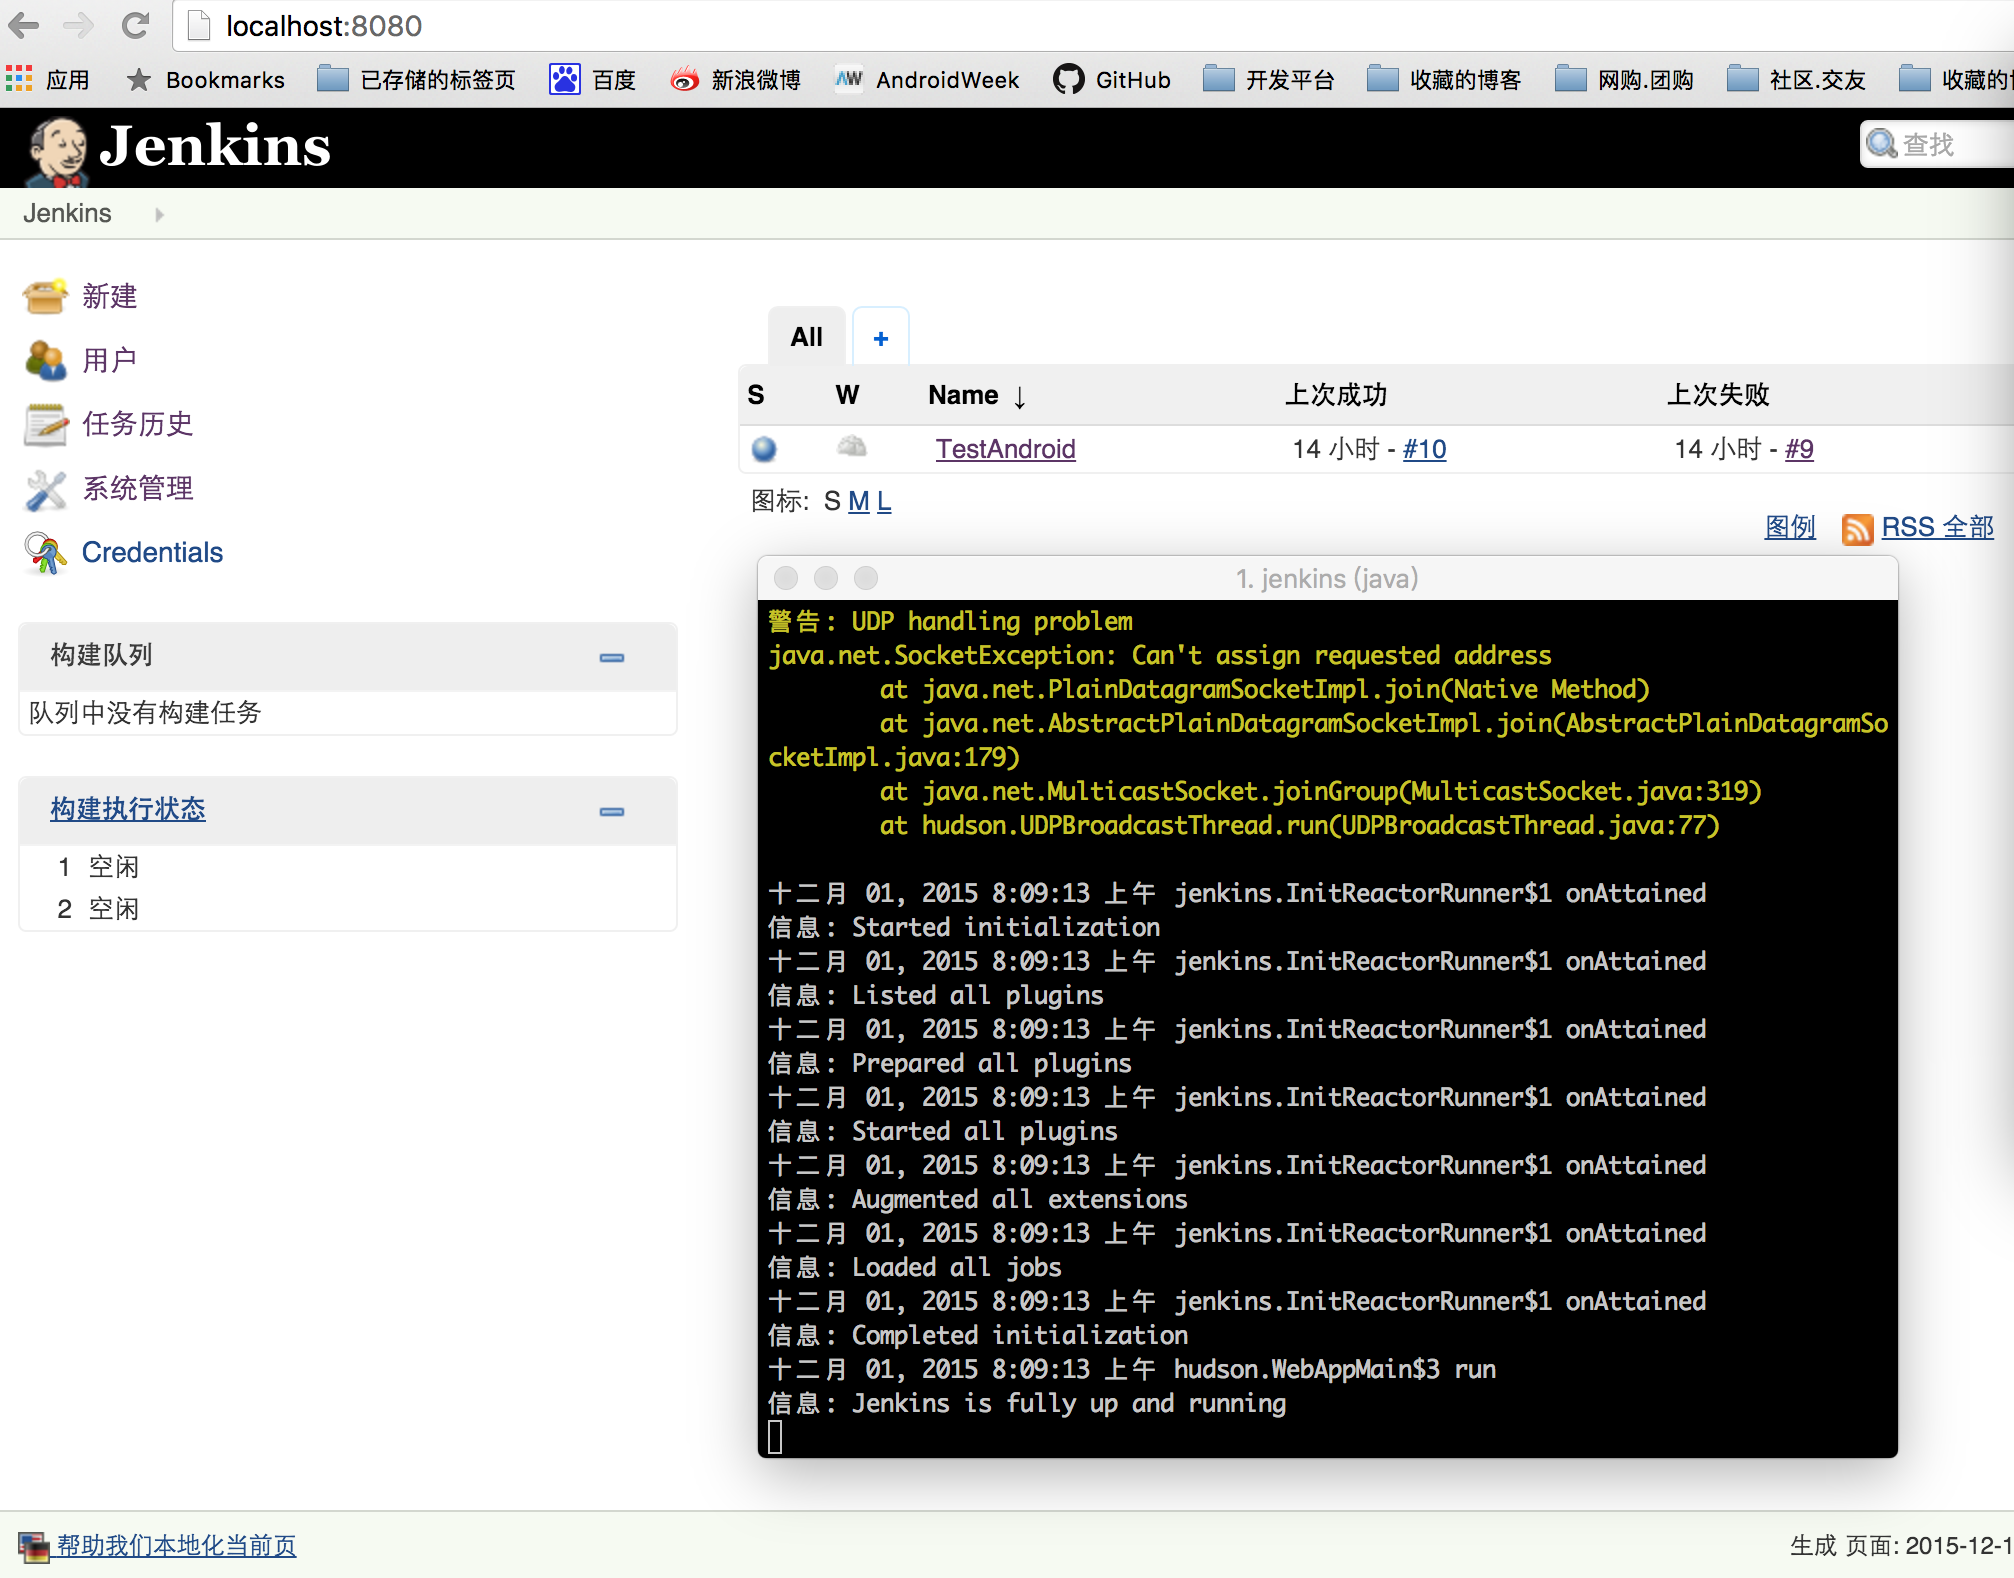 localhost:8080
应用 Bookmarks 已存储的标签页 百度 新浪微博 AndroidWeek GitHub 开发平台 收藏的博客 网购.团购 社区.交友 收藏的
Jenkins 查找
Jenkins
新建
用户
任务历史
系统管理
Credentials
构建队列
队列中没有构建任务
构建执行状态
1 空闲
2 空闲
All +
S W Name ↓ 上次成功 上次失败
TestAndroid 14 小时 - #10 14 小时 - #9
图标: S M L
图例 RSS 全部
1. jenkins (java)
警告: UDP handling problem
java.net.SocketException: Can't assign requested address
at java.net.PlainDatagramSocketImpl.join(Native Method)
at java.net.AbstractPlainDatagramSocketImpl.join(AbstractPlainDatagramSo
cketImpl.java:179)
at java.net.MulticastSocket.joinGroup(MulticastSocket.java:319)
at hudson.UDPBroadcastThread.run(UDPBroadcastThread.java:77)
十二月 01, 2015 8:09:13 上午 jenkins.InitReactorRunner$1 onAttained
信息: Started initialization
十二月 01, 2015 8:09:13 上午 jenkins.InitReactorRunner$1 onAttained
信息: Listed all plugins
十二月 01, 2015 8:09:13 上午 jenkins.InitReactorRunner$1 onAttained
信息: Prepared all plugins
十二月 01, 2015 8:09:13 上午 jenkins.InitReactorRunner$1 onAttained
信息: Started all plugins
十二月 01, 2015 8:09:13 上午 jenkins.InitReactorRunner$1 onAttained
信息: Augmented all extensions
十二月 01, 2015 8:09:13 上午 jenkins.InitReactorRunner$1 onAttained
信息: Loaded all jobs
十二月 01, 2015 8:09:13 上午 jenkins.InitReactorRunner$1 onAttained
信息: Completed initialization
十二月 01, 2015 8:09:13 上午 hudson.WebAppMain$3 run
信息: Jenkins is fully up and running
帮助我们本地化当前页 生成 页面: 2015-12-1